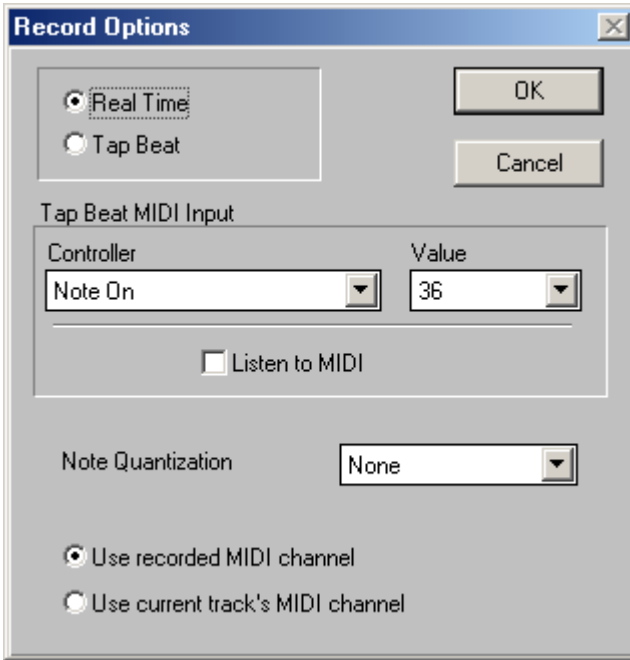 Record Options
Real Time
OK
Tap Beat
Cancel
Tap Beat MIDI Input
Controller
Value
Note On
36
Listen to MIDI
Note Quantization
None
Use recorded MIDI channel
Use current track's MIDI channel